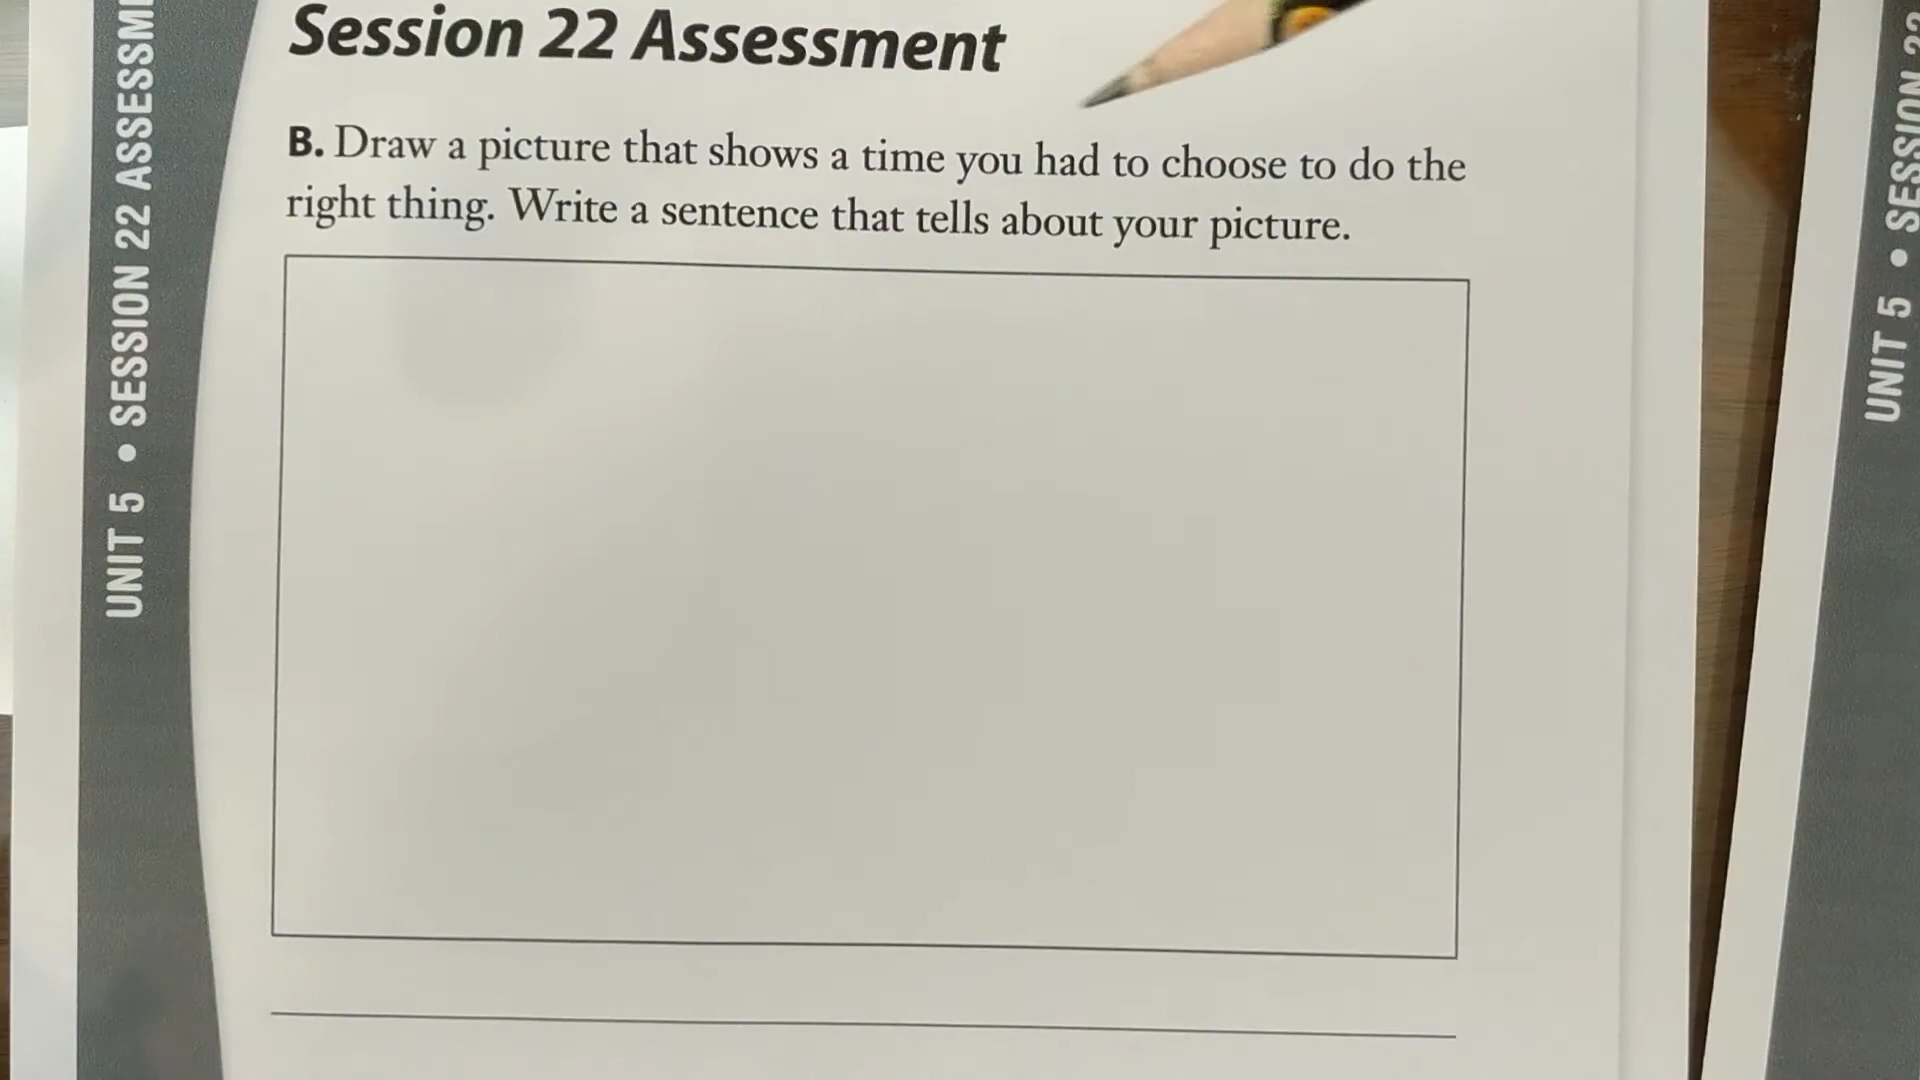 Session 22 Assessment
B. Draw a picture that shows a time you had to choose to do the
right thing. Write a sentence that tells about your picture.
UNIT 5 • SESSION 22
UNIT 5 • SESSION